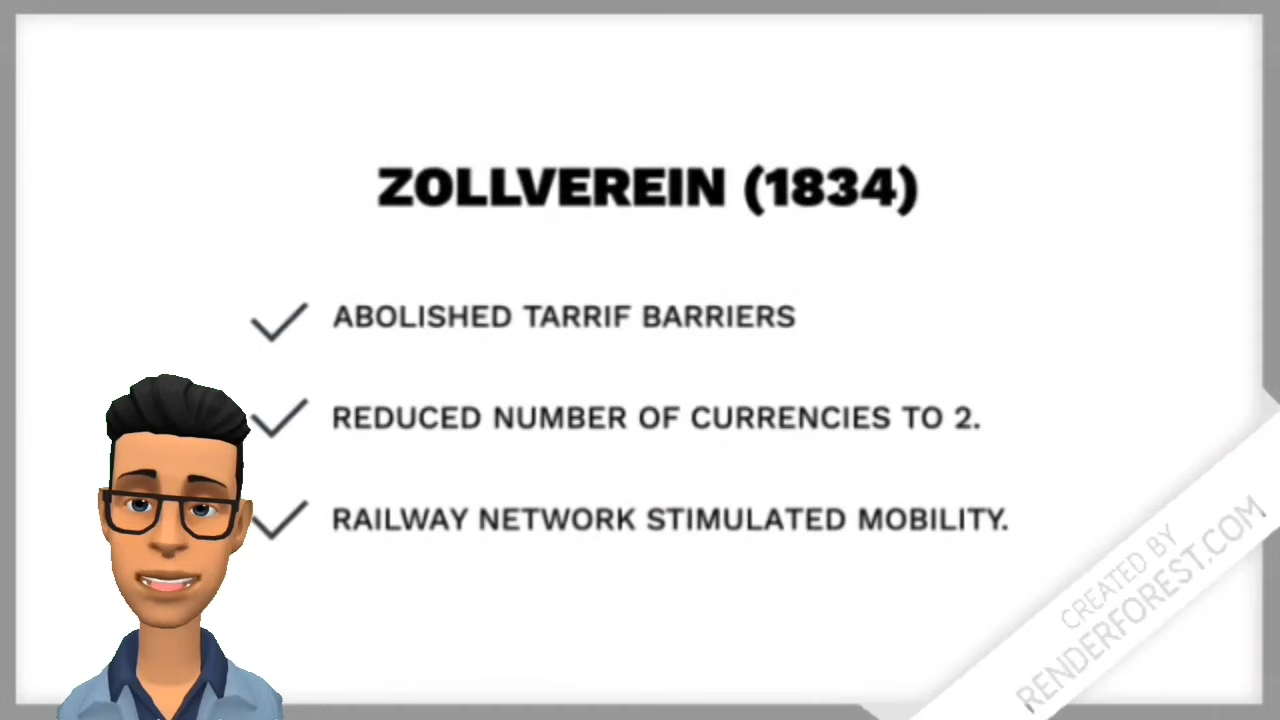 ZOLLVEREIN (1834)
ABOLISHED TARRIF BARRIERS
REDUCED NUMBER OF CURRENCIES TO 2.
RAILWAY NETWORK STIMULATED MOBILITY.
CREATED BY
RENDERFOREST.COM